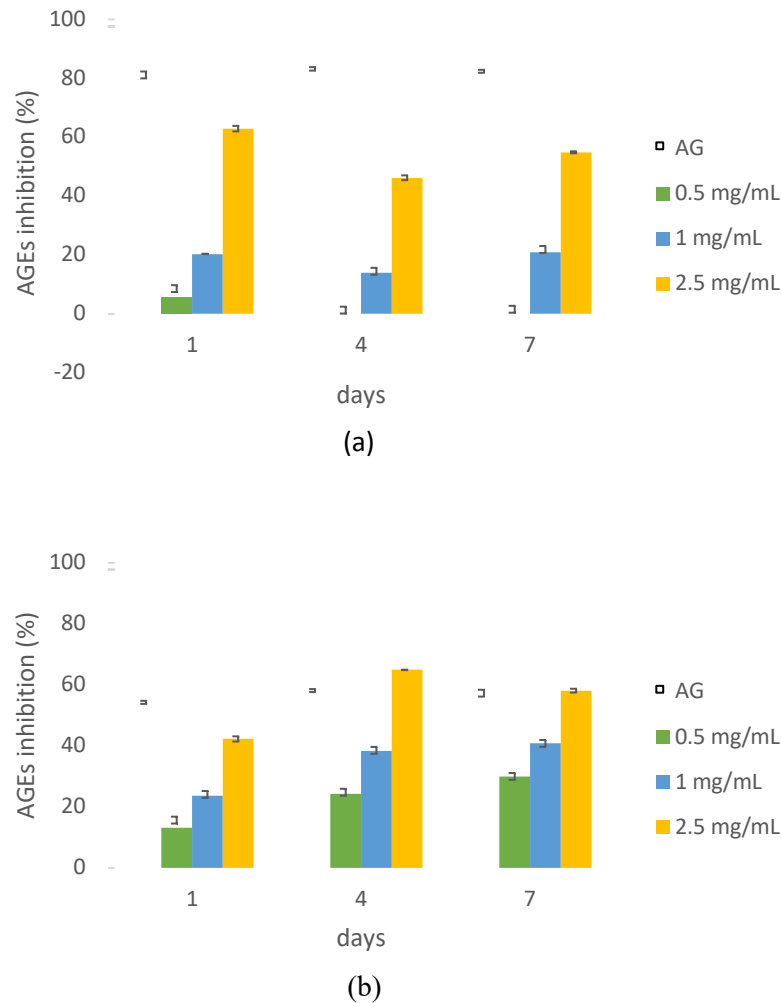 100
80
60
40
20
0
-20
AGEs inhibition (%)
1 4 7
days
AG
0.5 mg/mL
1 mg/mL
2.5 mg/mL
(a)
100
80
60
40
20
0
AGEs inhibition (%)
1 4 7
days
AG
0.5 mg/mL
1 mg/mL
2.5 mg/mL
(b)